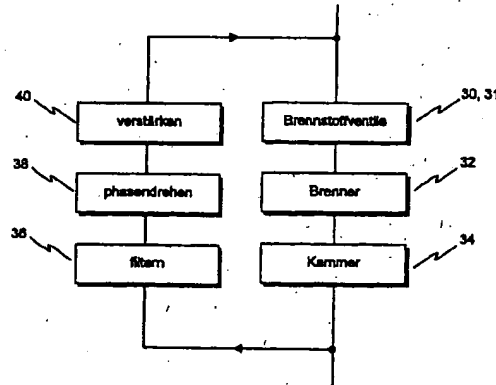 40
verstärken
Brennstoffventile
30, 31
38
phasendrehen
Brenner
32
36
filtern
Kammer
34